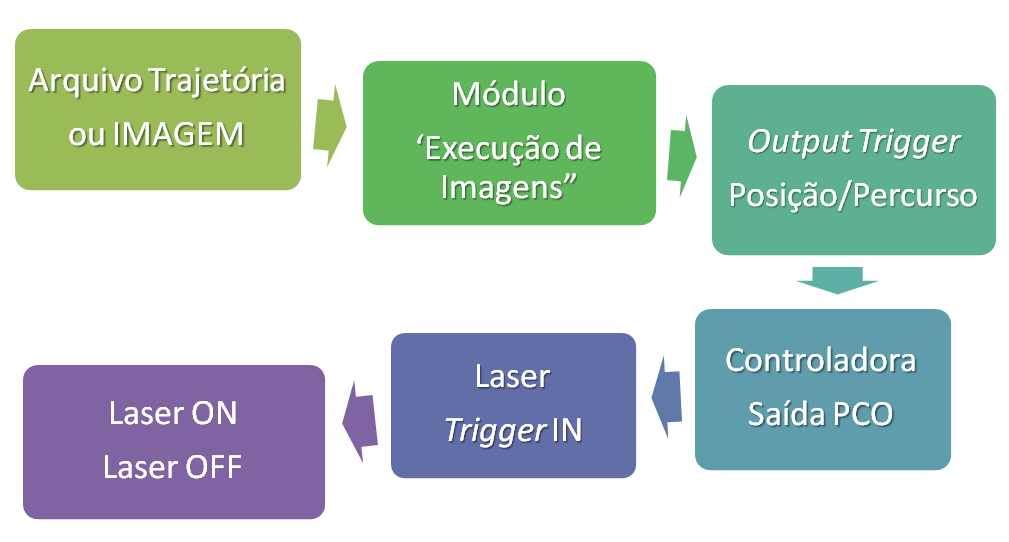 Arquivo Trajetória
ou IMAGEM
Módulo
‘Execução de
Imagens”
Output Trigger
Posição/Percurso
Controladora
Saída PCO
Laser
Trigger IN
Laser ON
Laser OFF